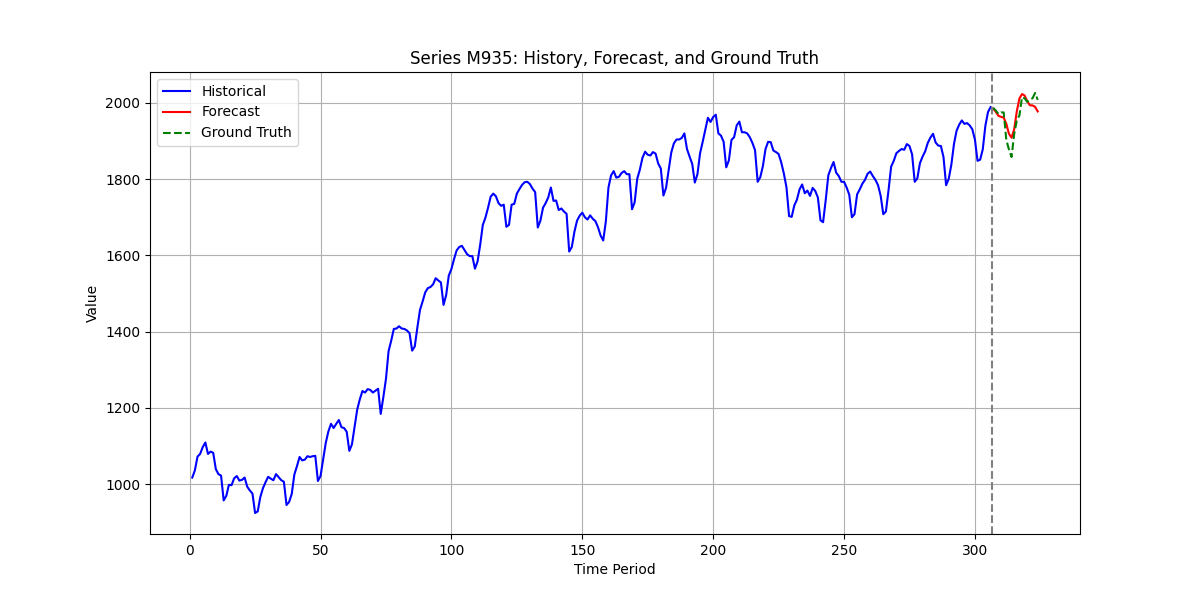 Series M935: History, Forecast, and Ground Truth
Historical
Forecast
Ground Truth
2000
1800
1600
1400
1200
1000
Value
0 50 100 150 200 250 300
Time Period